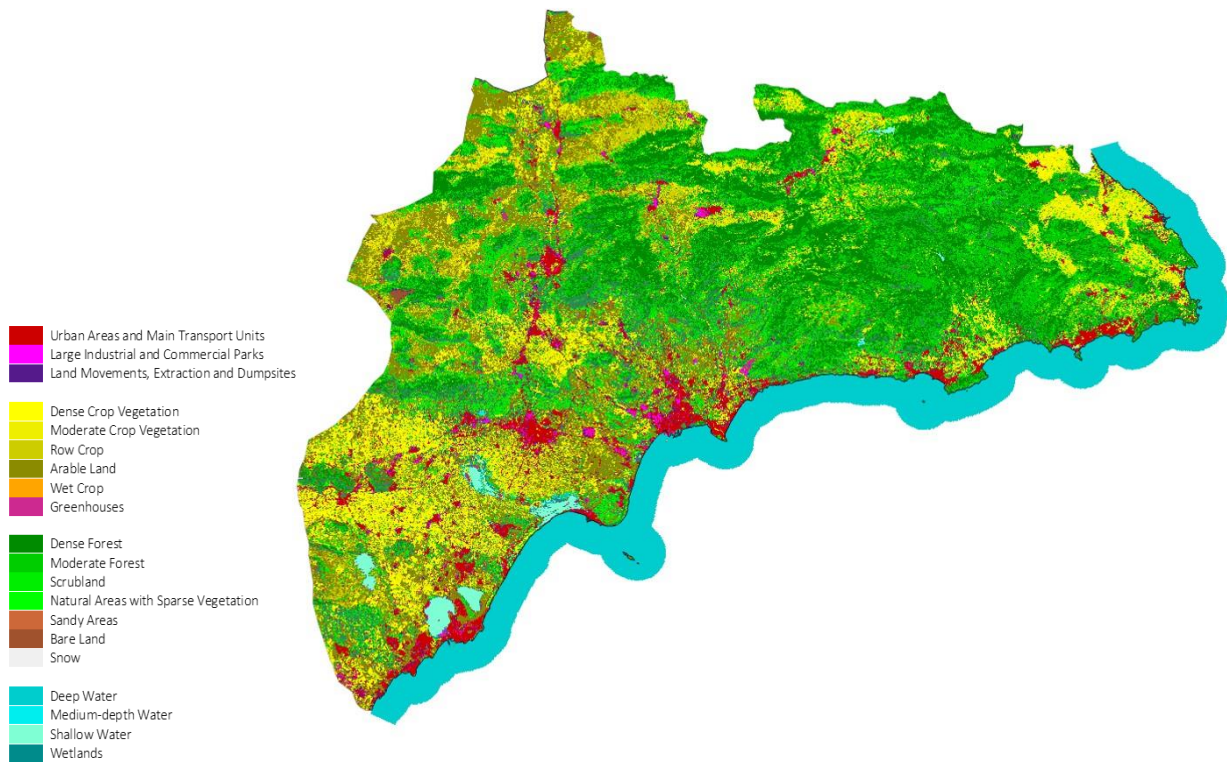 Urban Areas and Main Transport Units
Large Industrial and Commercial Parks
Land Movements, Extraction and Dumpsites
Dense Crop Vegetation
Moderate Crop Vegetation
Row Crop
Arable Land
Wet Crop
Greenhouses
Dense Forest
Moderate Forest
Scrubland
Natural Areas with Sparse Vegetation
Sandy Areas
Bare Land
Snow
Deep Water
Medium-depth Water
Shallow Water
Wetlands